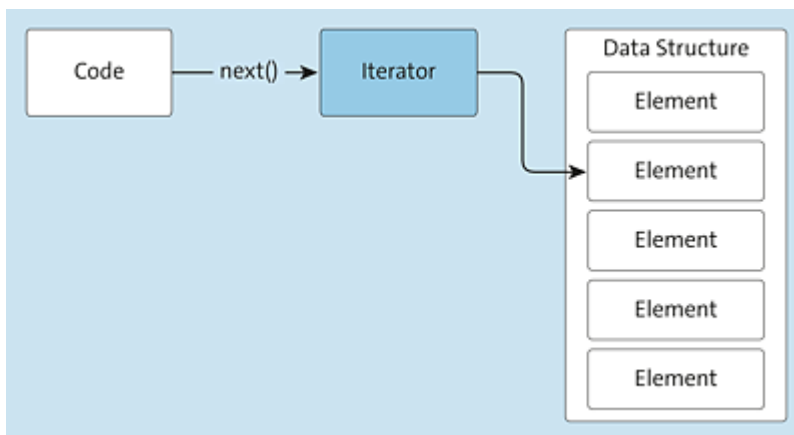 Code
next()
Iterator
Data Structure
Element
Element
Element
Element
Element